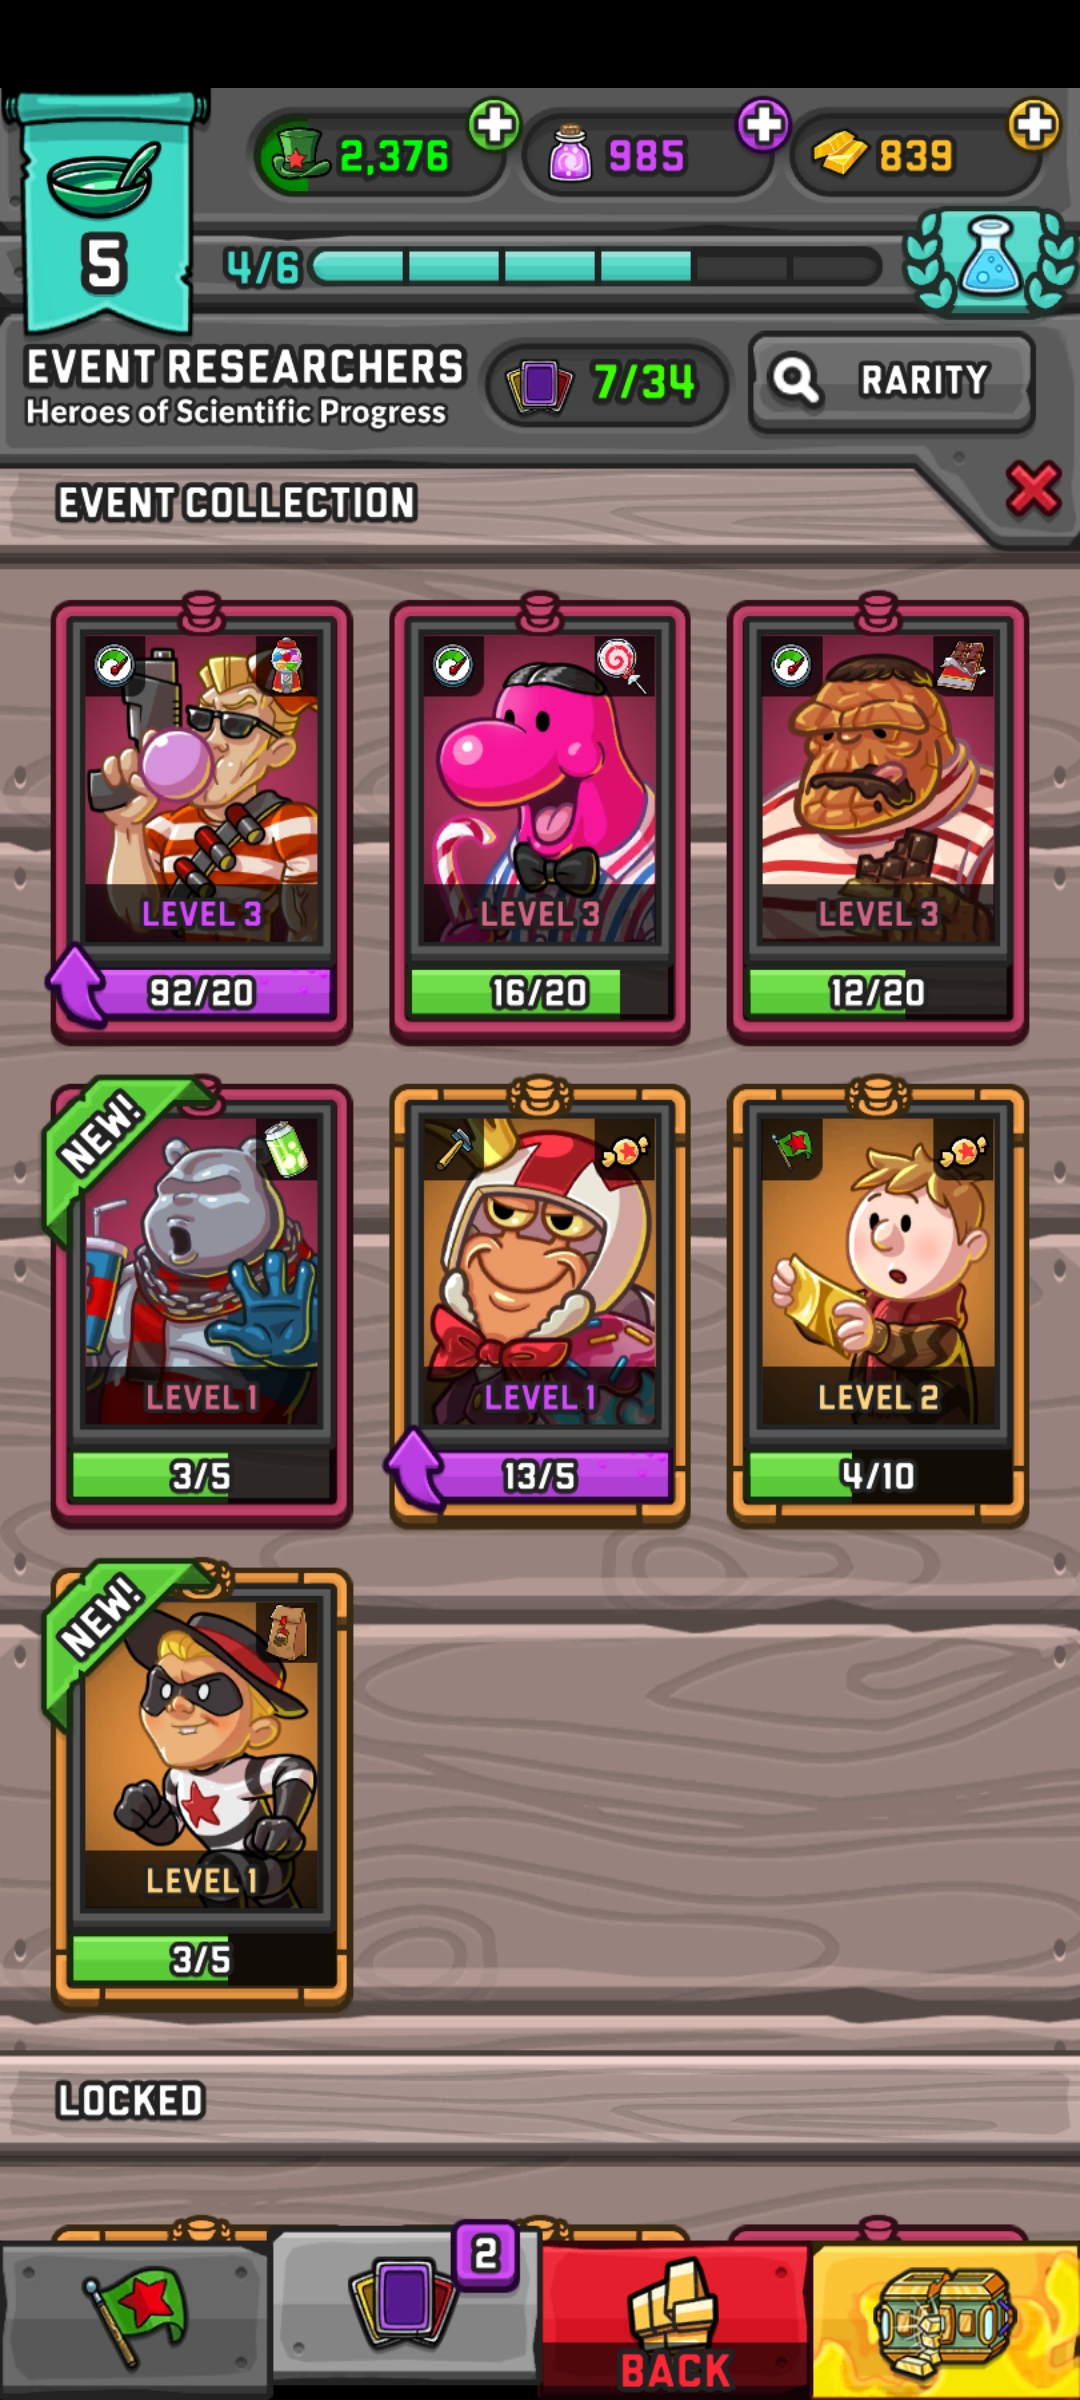 2,376
985
839
5
4/6
EVENT RESEARCHERS
Heroes of Scientific Progress
7/34
RARITY
EVENT COLLECTION
LEVEL 3
LEVEL 3
LEVEL 3
92/20
16/20
12/20
NEW!
LEVEL 1
LEVEL 1
LEVEL 2
3/5
13/5
4/10
NEW!
LEVEL 1
3/5
LOCKED
2
BACK